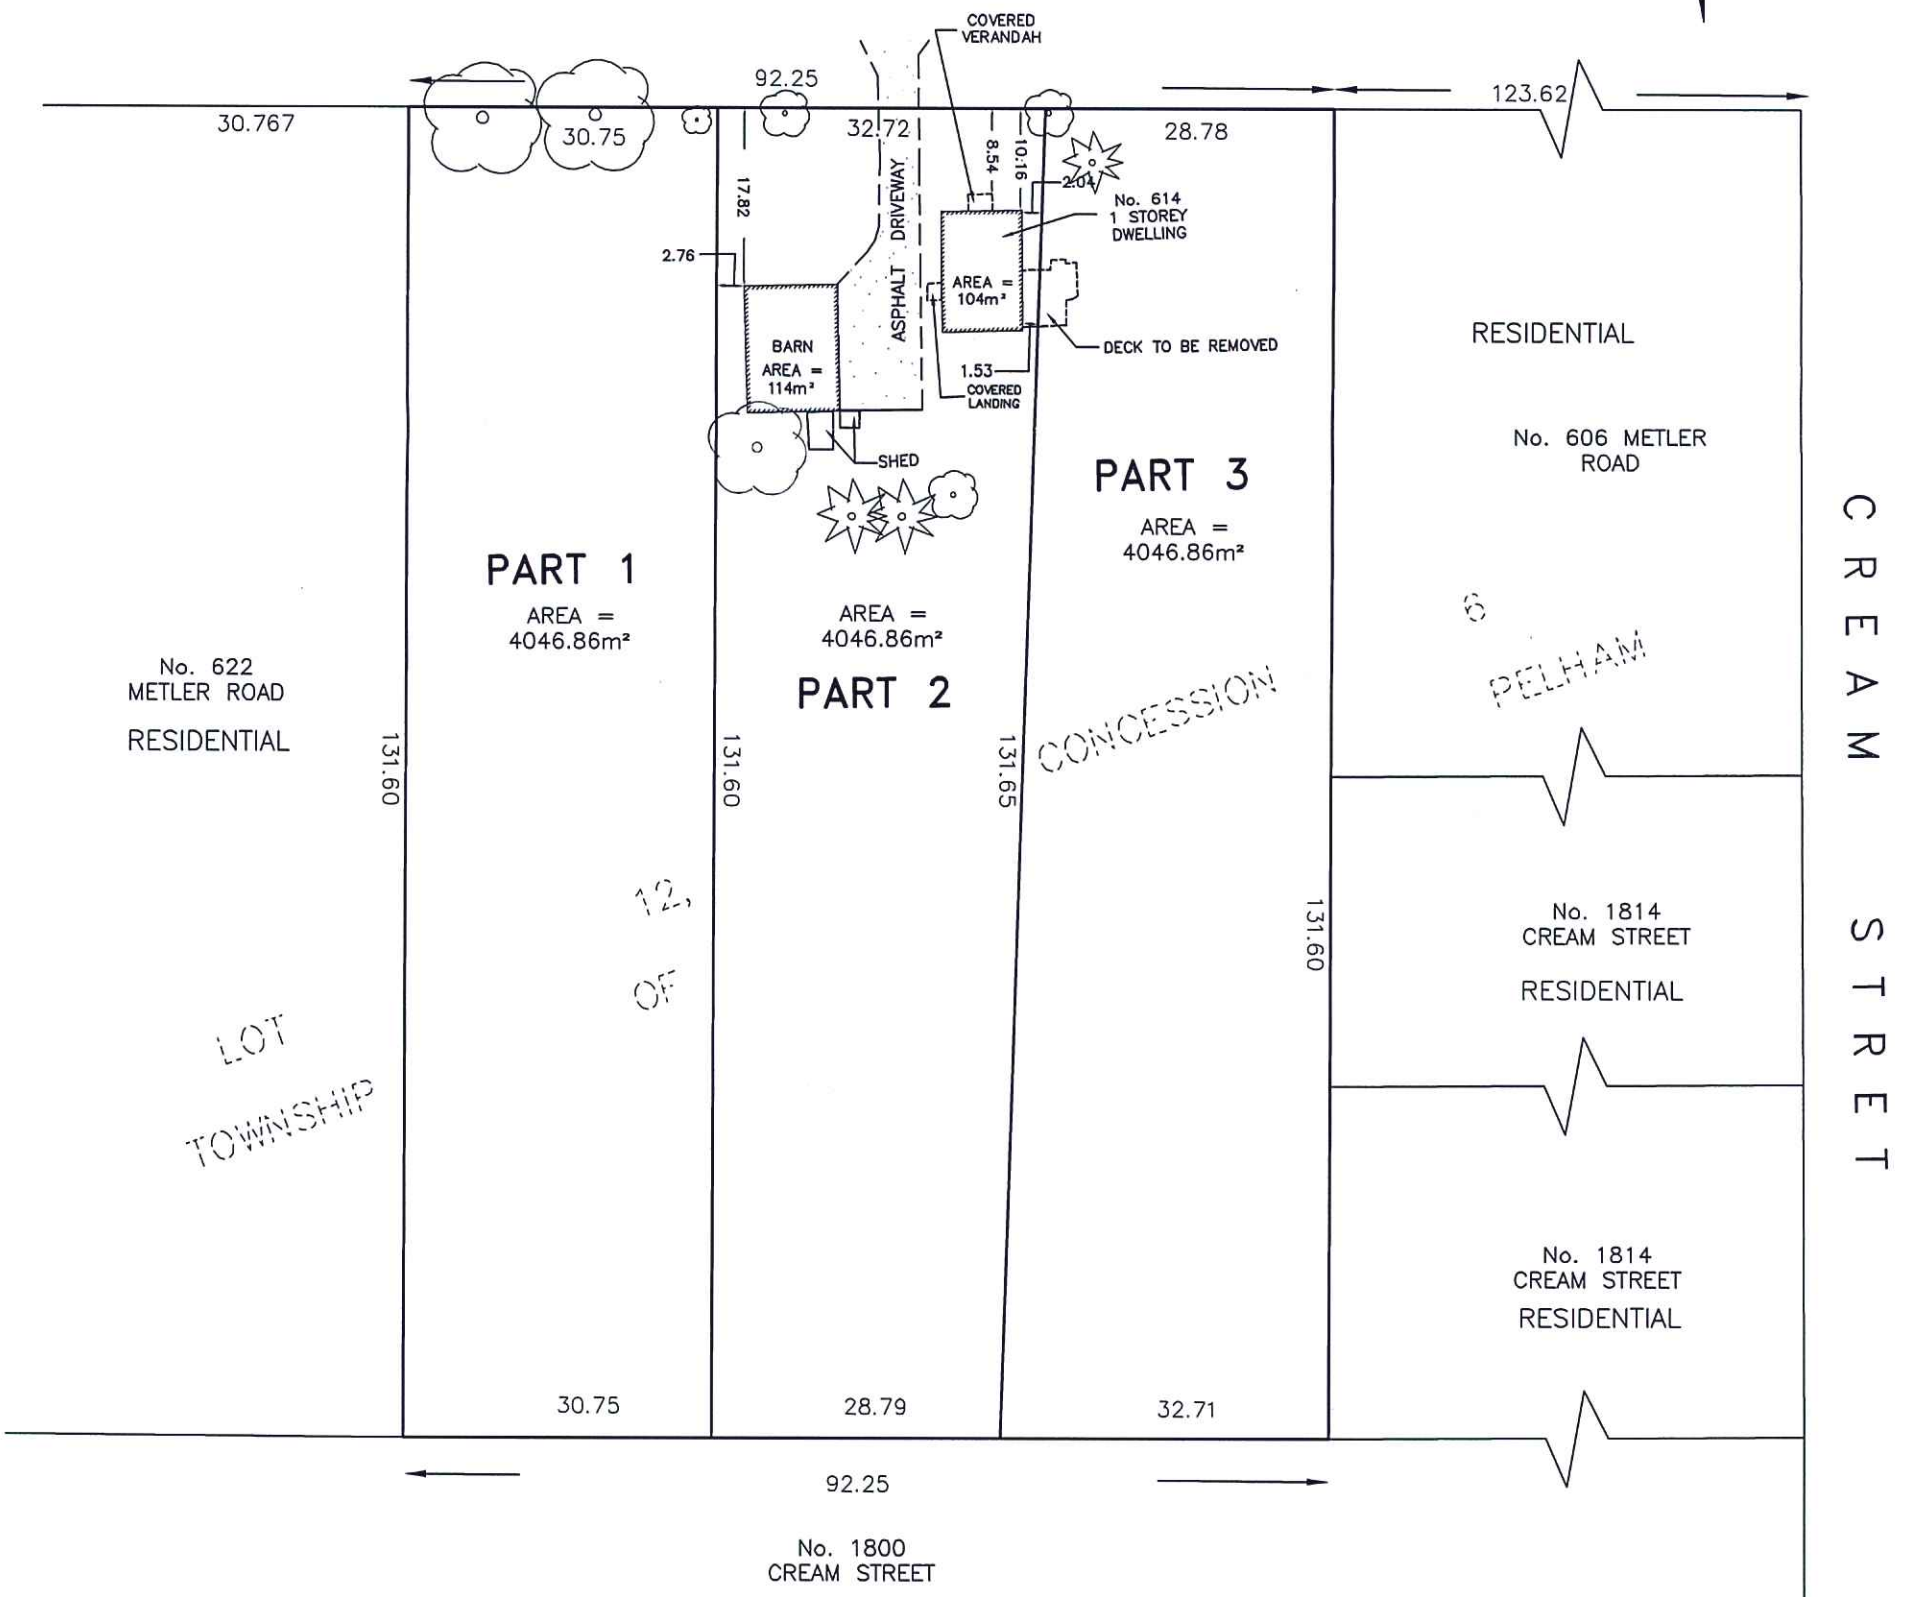 COVERED
VERANDAH
92.25
123.62
30.767
30.75
32.72
28.78
8.54
10.16
17.82
2.04
No. 614
1 STOREY
DWELLING
ASPHALT DRIVEWAY
2.76
AREA =
104m²
BARN
AREA =
114m²
DECK TO BE REMOVED
1.53
COVERED
LANDING
SHED
RESIDENTIAL
No. 606 METLER
ROAD
PART 3
AREA =
4046.86m²
PART 1
AREA =
4046.86m²
AREA =
4046.86m²
PART 2
No. 622
METLER ROAD
RESIDENTIAL
6
PELHAM
CONCESSION
131.60
131.60
131.65
131.60
12,
OF
LOT
TOWNSHIP
CREAM STREET
No. 1814
CREAM STREET
RESIDENTIAL
No. 1814
CREAM STREET
RESIDENTIAL
30.75
28.79
32.71
92.25
No. 1800
CREAM STREET